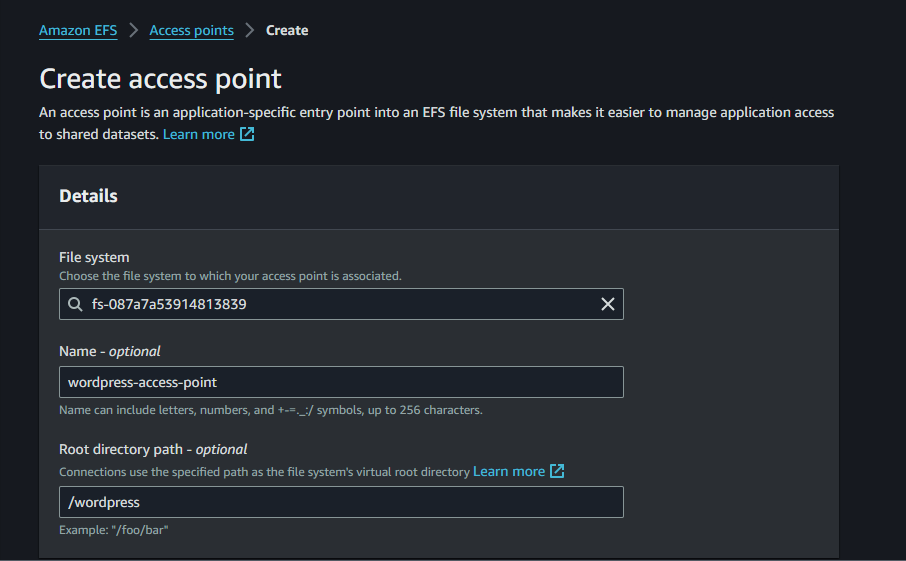 Amazon EFS > Access points > Create
Create access point
An access point is an application-specific entry point into an EFS file system that makes it easier to manage application access
to shared datasets. Learn more
Details
File system
Choose the file system to which your access point is associated.
fs-087a7a53914813839
Name - optional
wordpress-access-point
Name can include letters, numbers, and +-=._:/ symbols, up to 256 characters.
Root directory path - optional
Connections use the specified path as the file system's virtual root directory Learn more
/wordpress
Example: "/foo/bar"